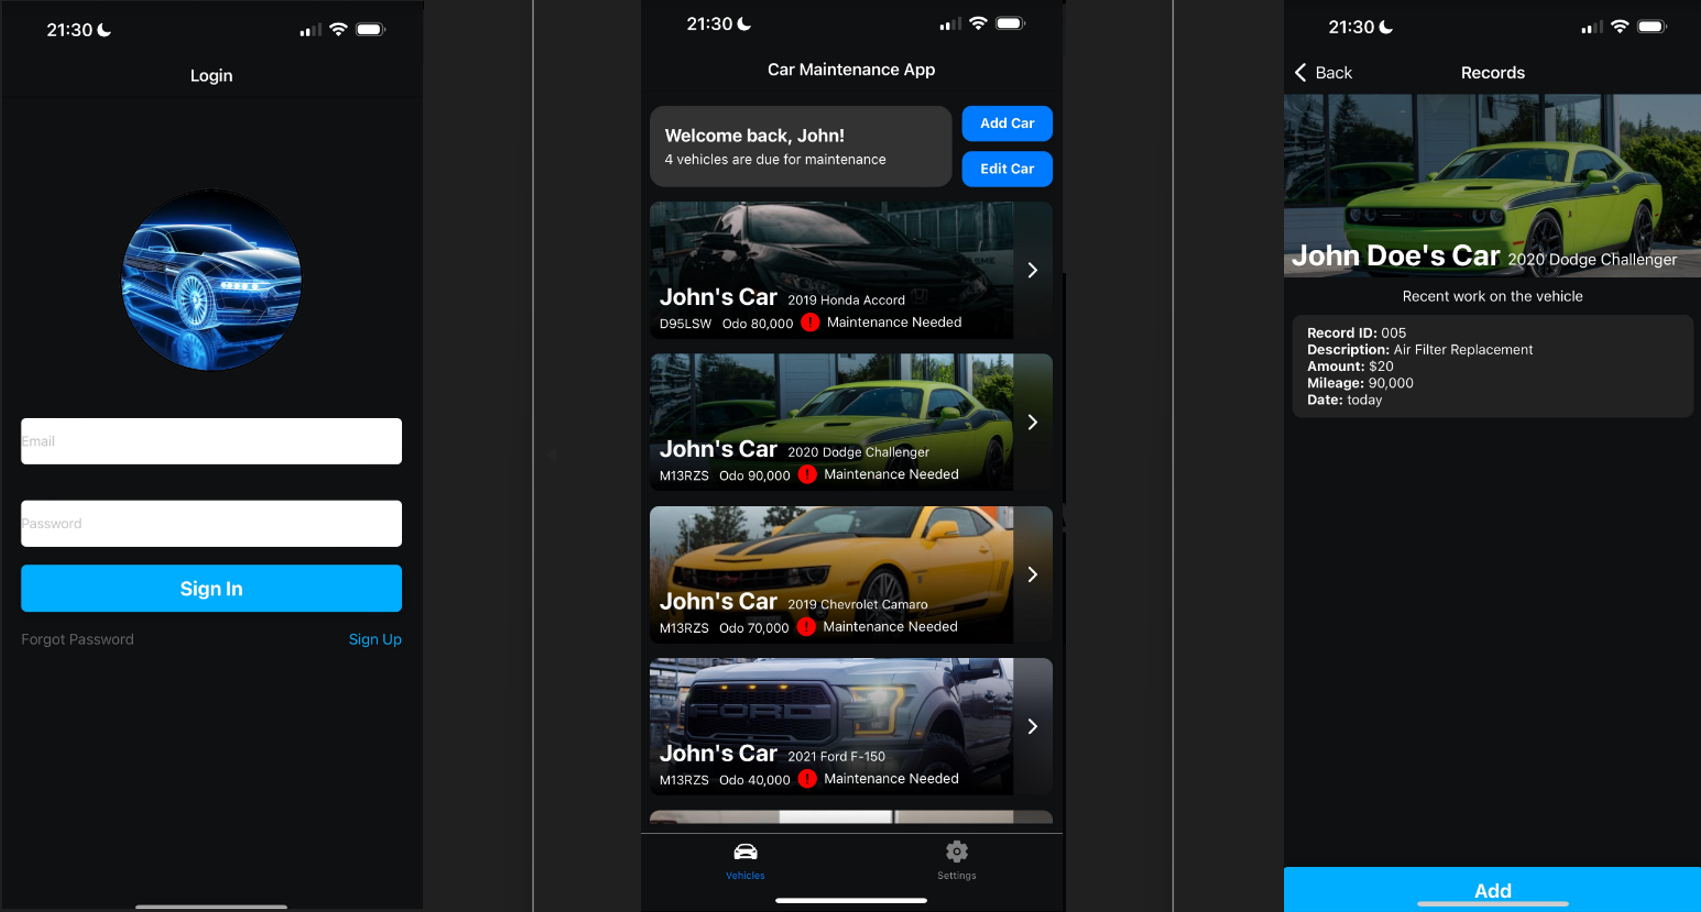 21:30
Login
Email
Password
Sign In
Forgot Password
Sign Up
21:30
Car Maintenance App
Welcome back, John!
4 vehicles are due for maintenance
Add Car
Edit Car
John's Car 2019 Honda Accord
D95LSW Odo 80,000 ! Maintenance Needed
John's Car 2020 Dodge Challenger
M13RZS Odo 90,000 ! Maintenance Needed
John's Car 2019 Chevrolet Camaro
M13RZS Odo 70,000 ! Maintenance Needed
FORD
John's Car 2021 Ford F-150
M13RZS Odo 40,000 ! Maintenance Needed
Vehicles
Settings
21:30
Back
Records
John Doe's Car 2020 Dodge Challenger
Recent work on the vehicle
Record ID: 005
Description: Air Filter Replacement
Amount: $20
Mileage: 90,000
Date: today
Add